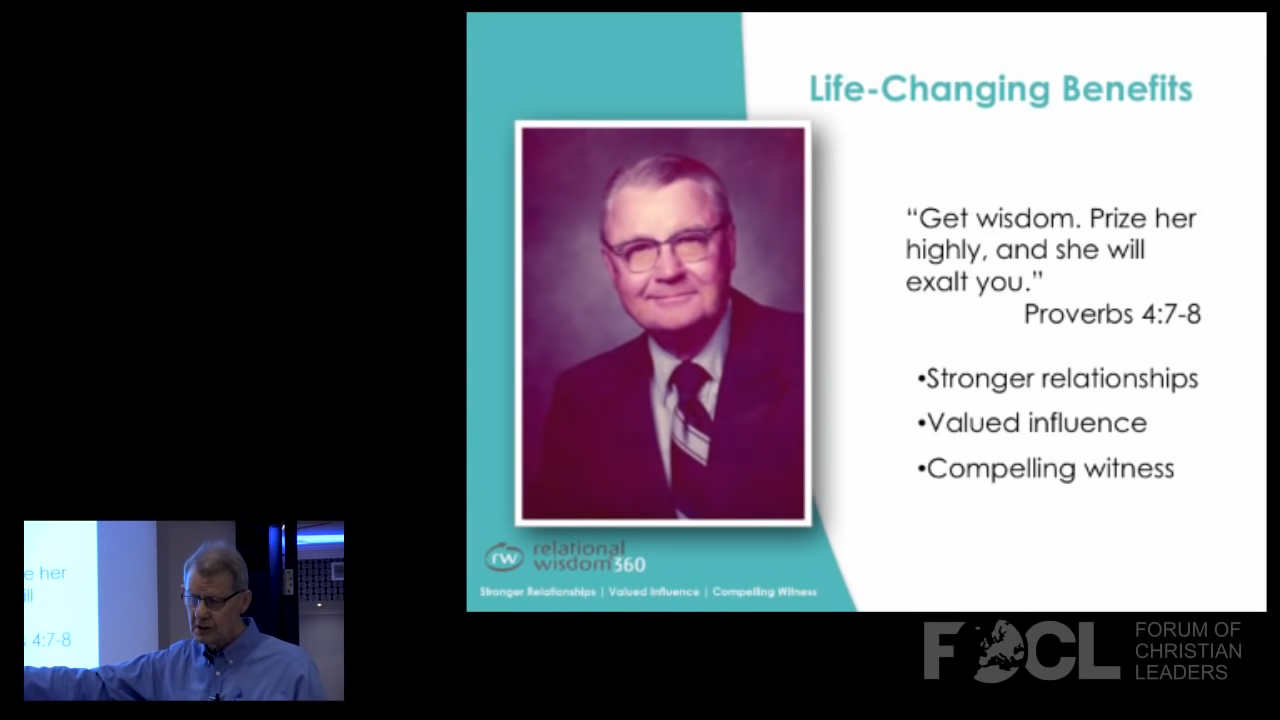 Life-Changing Benefits
“Get wisdom. Prize her
highly, and she will
exalt you.”
Proverbs 4:7-8
•Stronger relationships
•Valued influence
•Compelling witness
rw relational
wisdom360
Stronger Relationships | Valued Influence | Compelling Witness
e her
ill
4:7-8
FOCL
FORUM OF
CHRISTIAN
LEADERS